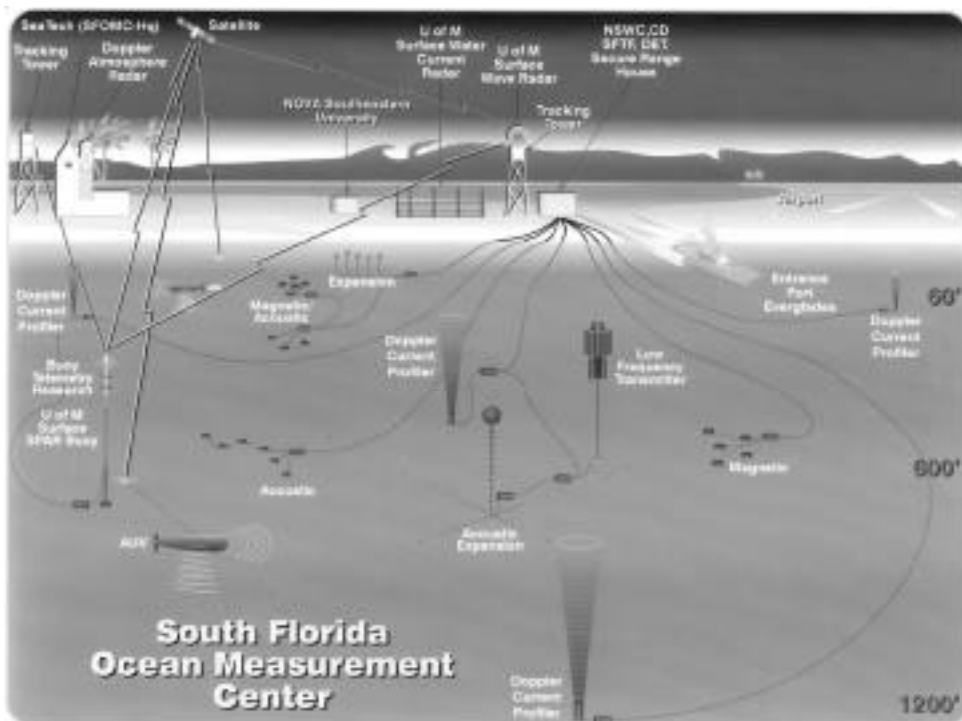 SeaTech (SFOMC-Hq)
Tracking
Tower
Doppler
Atmosphere
Radar
Satellite
U of M
Surface Water
Current
Radar
U of M
Surface
Wave Radar
NSWC,CD
SFTF, DET.
Secure Range
House
NOVA Southeastern
University
Tracking
Tower
Airport
Doppler
Current
Profiler
Magnetic
Acoustic
Expansion
Entrance
Port
Everglades
60'
Doppler
Current
Profiler
Doppler
Current
Profiler
Low
Frequency
Transmitter
Buoy
Telemetry
Research
U of M
Surface
SPAR Buoy
Acoustic
Magnetic
600'
AUV
Acoustic
Expansion
South Florida
Ocean Measurement
Center
Doppler
Current
Profiler
1200'